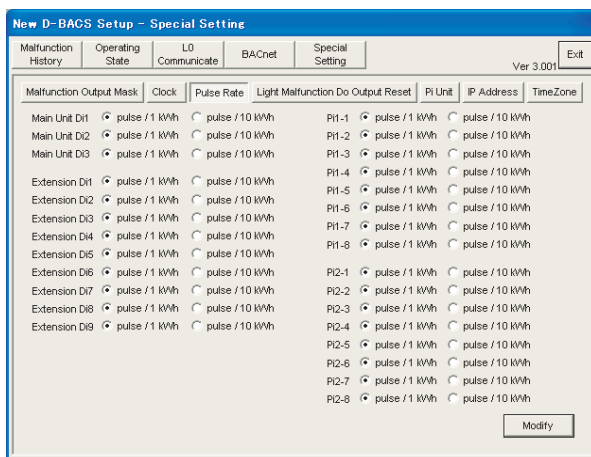 New D-BACS Setup - Special Setting
Malfunction History
Operating State
L0 Communicate
BACnet
Special Setting
Ver 3.001
Exit
Malfunction Output Mask
Clock
Pulse Rate
Light Malfunction Do Output Reset
Pi Unit
IP Address
TimeZone
Main Unit Di1 pulse / 1 kWh pulse / 10 kWh
Main Unit Di2 pulse / 1 kWh pulse / 10 kWh
Main Unit Di3 pulse / 1 kWh pulse / 10 kWh
Extension Di1 pulse / 1 kWh pulse / 10 kWh
Extension Di2 pulse / 1 kWh pulse / 10 kWh
Extension Di3 pulse / 1 kWh pulse / 10 kWh
Extension Di4 pulse / 1 kWh pulse / 10 kWh
Extension Di5 pulse / 1 kWh pulse / 10 kWh
Extension Di6 pulse / 1 kWh pulse / 10 kWh
Extension Di7 pulse / 1 kWh pulse / 10 kWh
Extension Di8 pulse / 1 kWh pulse / 10 kWh
Extension Di9 pulse / 1 kWh pulse / 10 kWh
Pi1-1 pulse / 1 kWh pulse / 10 kWh
Pi1-2 pulse / 1 kWh pulse / 10 kWh
Pi1-3 pulse / 1 kWh pulse / 10 kWh
Pi1-4 pulse / 1 kWh pulse / 10 kWh
Pi1-5 pulse / 1 kWh pulse / 10 kWh
Pi1-6 pulse / 1 kWh pulse / 10 kWh
Pi1-7 pulse / 1 kWh pulse / 10 kWh
Pi1-8 pulse / 1 kWh pulse / 10 kWh
Pi2-1 pulse / 1 kWh pulse / 10 kWh
Pi2-2 pulse / 1 kWh pulse / 10 kWh
Pi2-3 pulse / 1 kWh pulse / 10 kWh
Pi2-4 pulse / 1 kWh pulse / 10 kWh
Pi2-5 pulse / 1 kWh pulse / 10 kWh
Pi2-6 pulse / 1 kWh pulse / 10 kWh
Pi2-7 pulse / 1 kWh pulse / 10 kWh
Pi2-8 pulse / 1 kWh pulse / 10 kWh
Modify